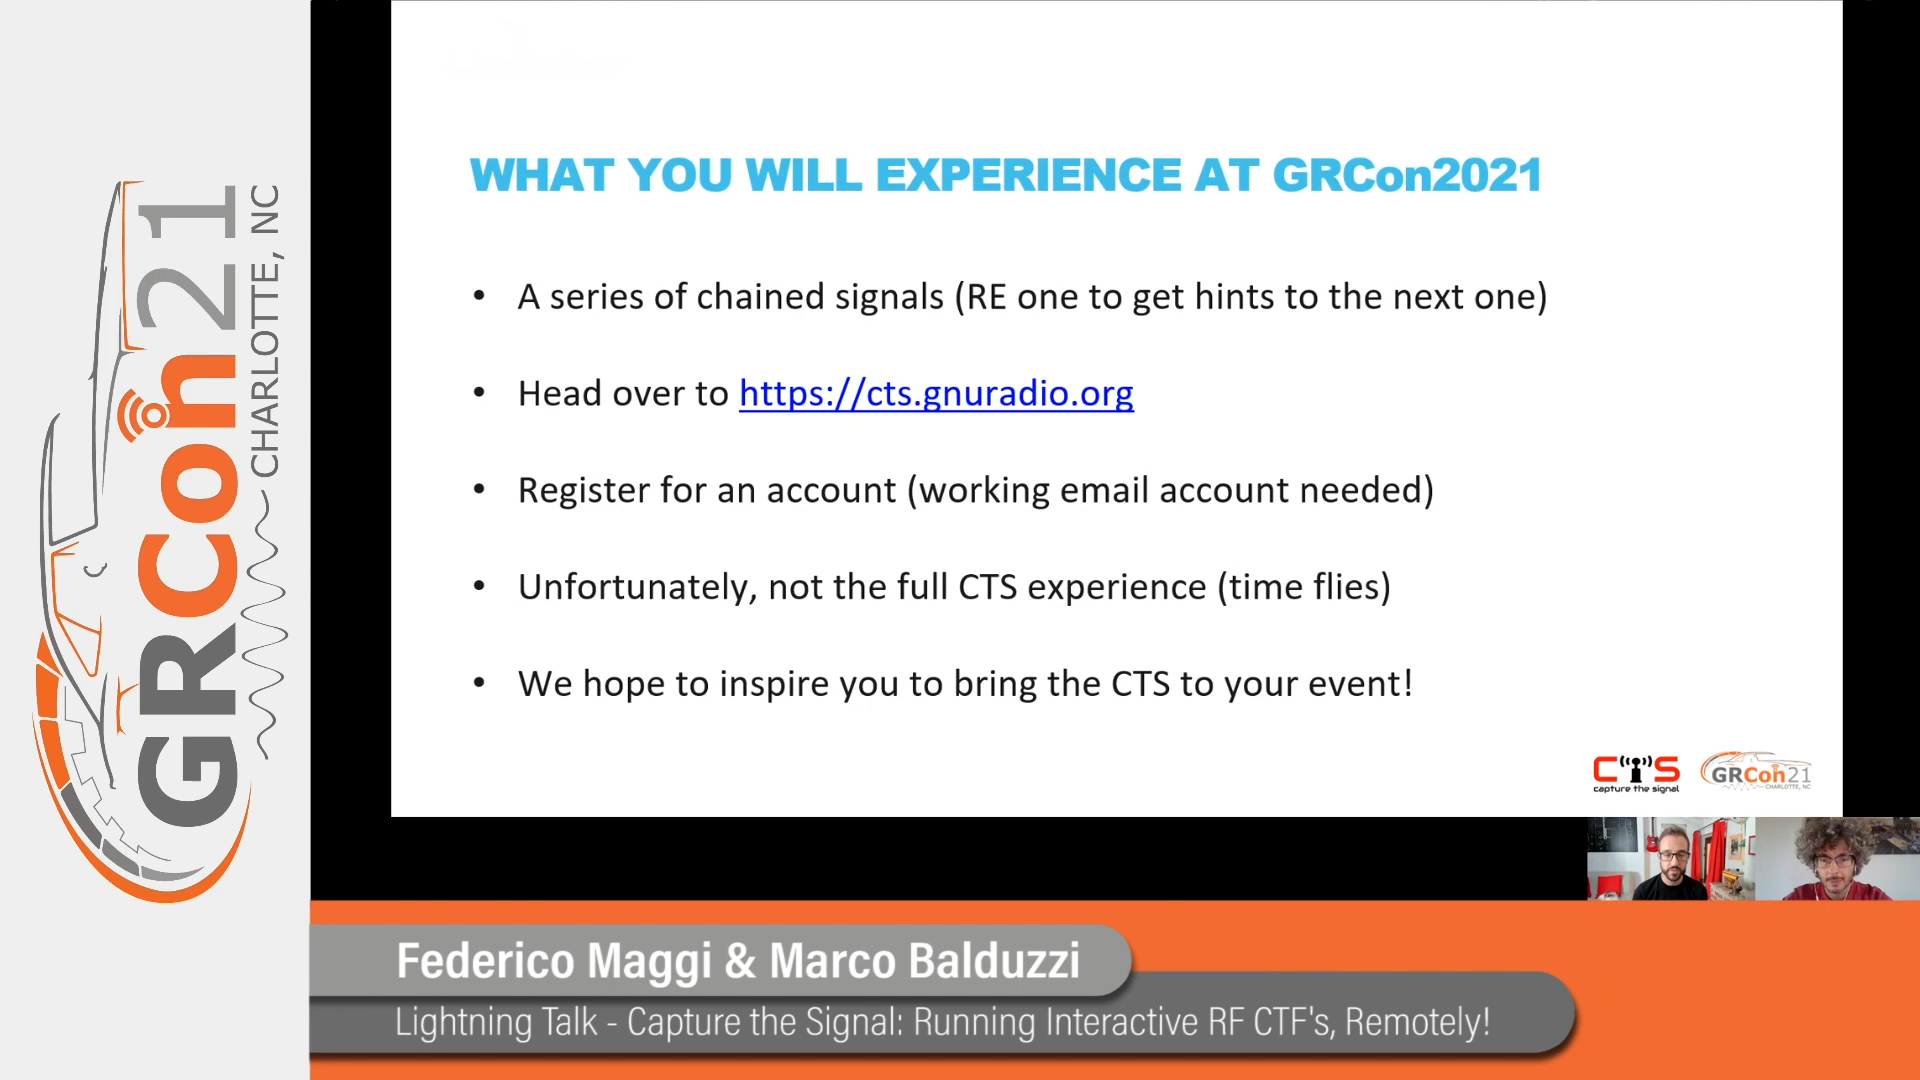 GRCon21
CHARLOTTE, NC
WHAT YOU WILL EXPERIENCE AT GRCon2021
• A series of chained signals (RE one to get hints to the next one)
• Head over to https://cts.gnuradio.org
• Register for an account (working email account needed)
• Unfortunately, not the full CTS experience (time flies)
• We hope to inspire you to bring the CTS to your event!
CTS
capture the signal
GRCon21
CHARLOTTE, NC
Federico Maggi & Marco Balduzzi
Lightning Talk - Capture the Signal: Running Interactive RF CTF's, Remotely!